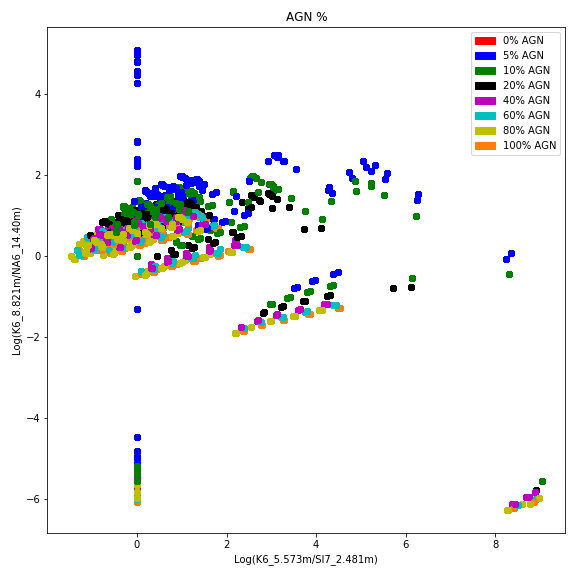 AGN %
0% AGN
5% AGN
10% AGN
20% AGN
40% AGN
60% AGN
80% AGN
100% AGN
4
2
0
−2
−4
−6
Log(K6_8.821m/NA6_14.40m)
0
2
4
6
8
Log(K6_5.573m/SI7_2.481m)